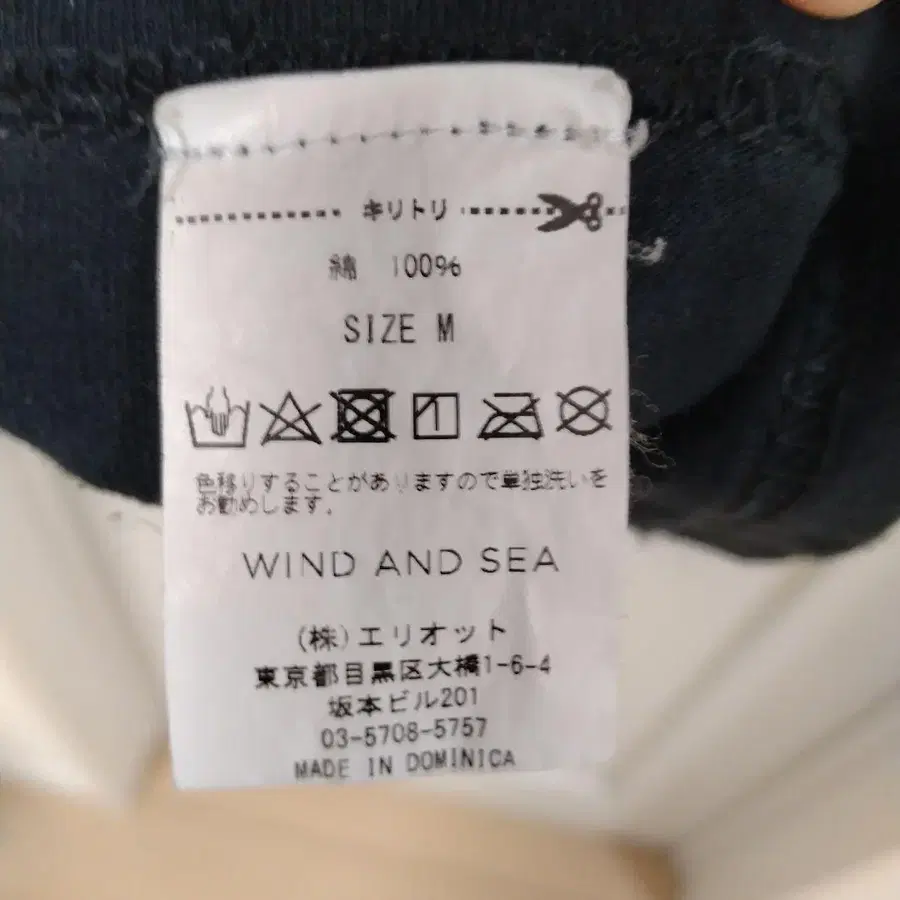 キリトリ
綿 100%
SIZE M
色移りすることがありますので単独洗いを
お勧めします。
WIND AND SEA
(株)エリオット
東京都目黒区大橋1-6-4
坂本ビル201
03-5708-5757
MADE IN DOMINICA